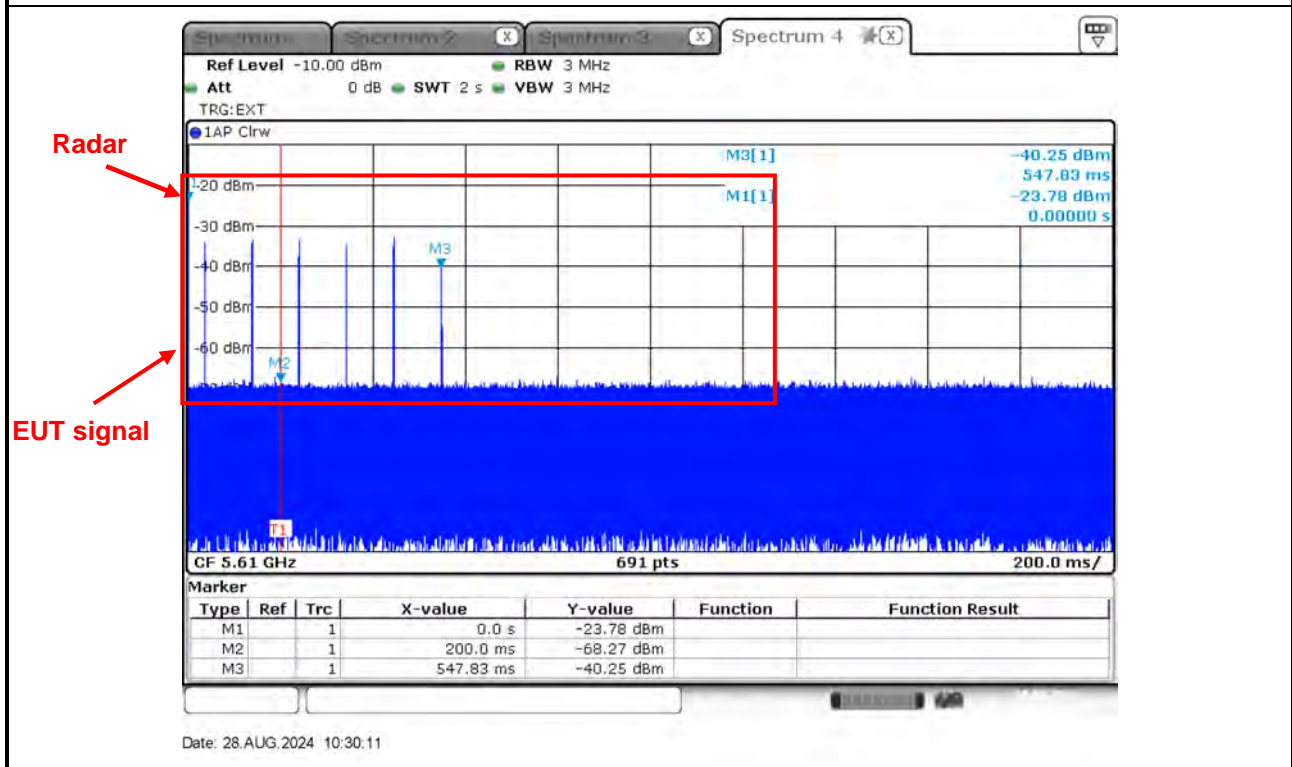 Spectrum Spectrum 2 X Spectrum 3 X Spectrum 4 X
Ref Level -10.00 dBm RBW 3 MHz
Att 0 dB SWT 2 s VBW 3 MHz
TRG:EXT
1AP Clrw
Radar
M3[1] -40.25 dBm
547.83 ms
-20 dBm
M1[1] -23.78 dBm
0.00000 s
-30 dBm
M3
-40 dBm
-50 dBm
-60 dBm
M2
EUT signal
T1
CF 5.61 GHz 691 pts 200.0 ms/
Marker
Type Ref Trc X-value Y-value Function Function Result
M1 1 0.0 s -23.78 dBm
M2 1 200.0 ms -68.27 dBm
M3 1 547.83 ms -40.25 dBm
Date: 28.AUG.2024 10:30:11